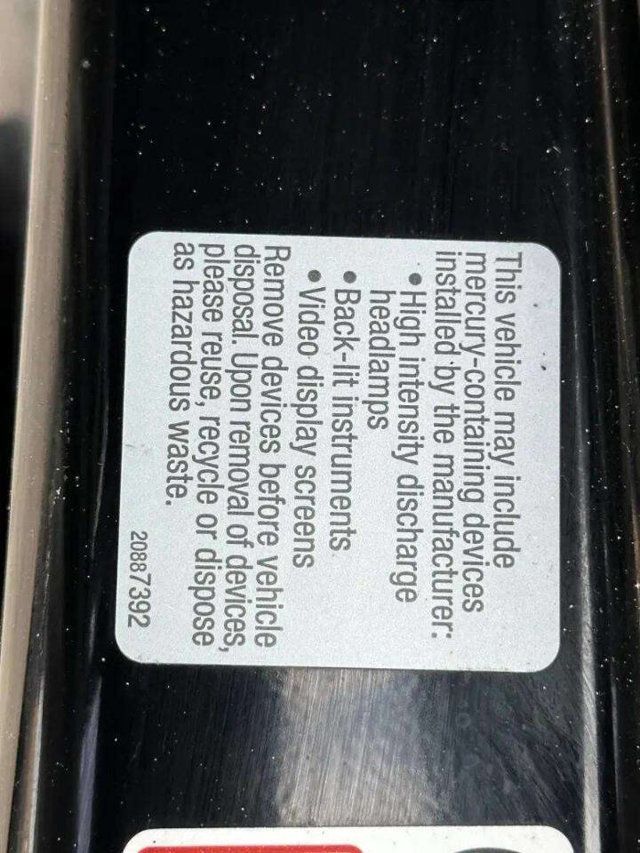 This vehicle may include
mercury-containing devices
installed by the manufacturer:
• High intensity discharge
headlamps
• Back-lit instruments
• Video display screens
Remove devices before vehicle
disposal. Upon removal of devices,
please reuse, recycle or dispose
as hazardous waste.
20887392